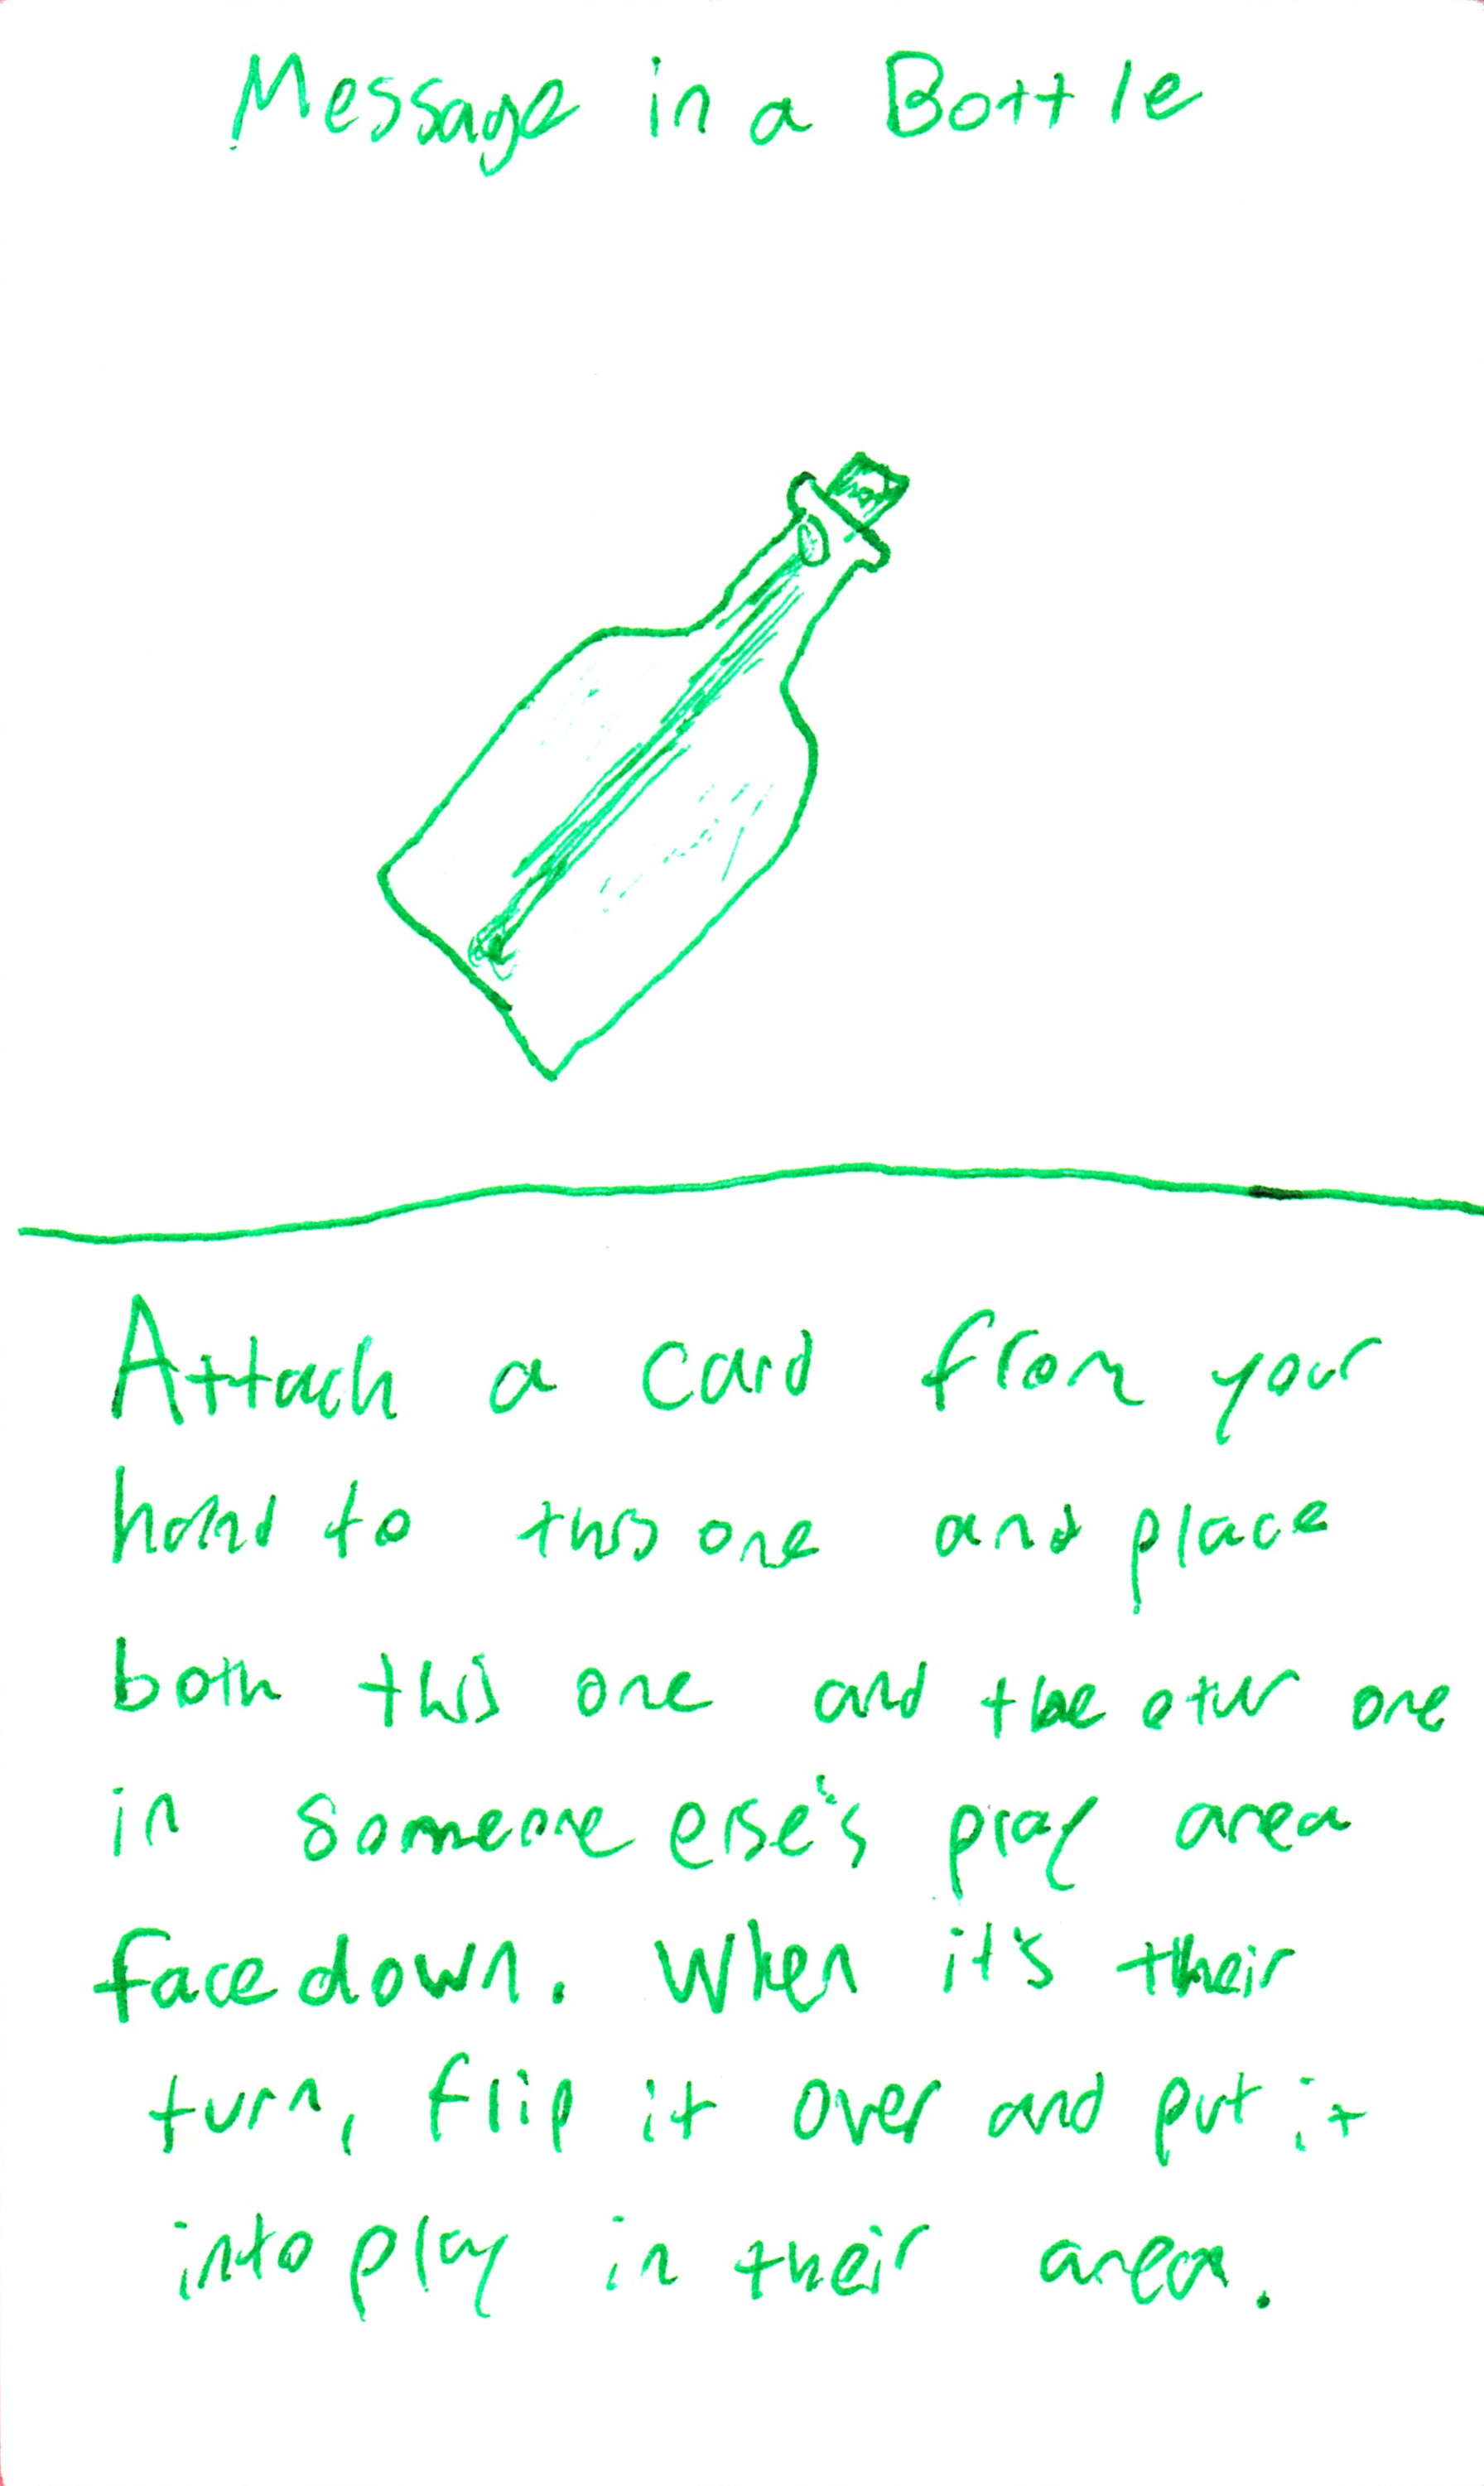 Message in a Bottle
Attach a card from your
hand to this one and place
both this one and the other one
in someone else's play area
facedown. When it's their
turn, flip it over and put it
into play in their area.